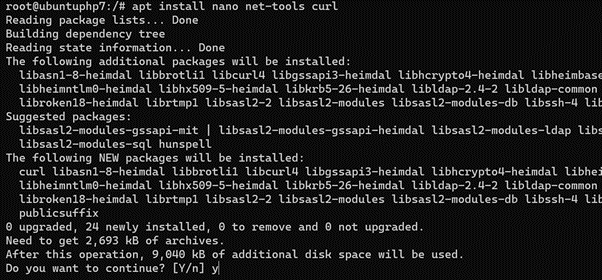 root@ubuntuphp7:/# apt install nano net-tools curl
Reading package lists... Done
Building dependency tree
Reading state information... Done
The following additional packages will be installed:
  libasn1-8-heimdal libbrotli1 libcurl4 libgssapi3-heimdal libhcrypto4-heimdal libheimbase
  libheimntlm0-heimdal libhx509-5-heimdal libkrb5-26-heimdal libldap-2.4-2 libldap-common
  libroken18-heimdal librtmp1 libsasl2-2 libsasl2-modules libsasl2-modules-db libssh-4 lib
Suggested packages:
  libsasl2-modules-gssapi-mit | libsasl2-modules-gssapi-heimdal libsasl2-modules-ldap libs
  libsasl2-modules-sql hunspell
The following NEW packages will be installed:
  curl libasn1-8-heimdal libbrotli1 libcurl4 libgssapi3-heimdal libhcrypto4-heimdal libhei
  libheimntlm0-heimdal libhx509-5-heimdal libkrb5-26-heimdal libldap-2.4-2 libldap-common
  libroken18-heimdal librtmp1 libsasl2-2 libsasl2-modules libsasl2-modules-db libssh-4 lib
  publicsuffix
0 upgraded, 24 newly installed, 0 to remove and 0 not upgraded.
Need to get 2,693 kB of archives.
After this operation, 9,040 kB of additional disk space will be used.
Do you want to continue? [Y/n] y